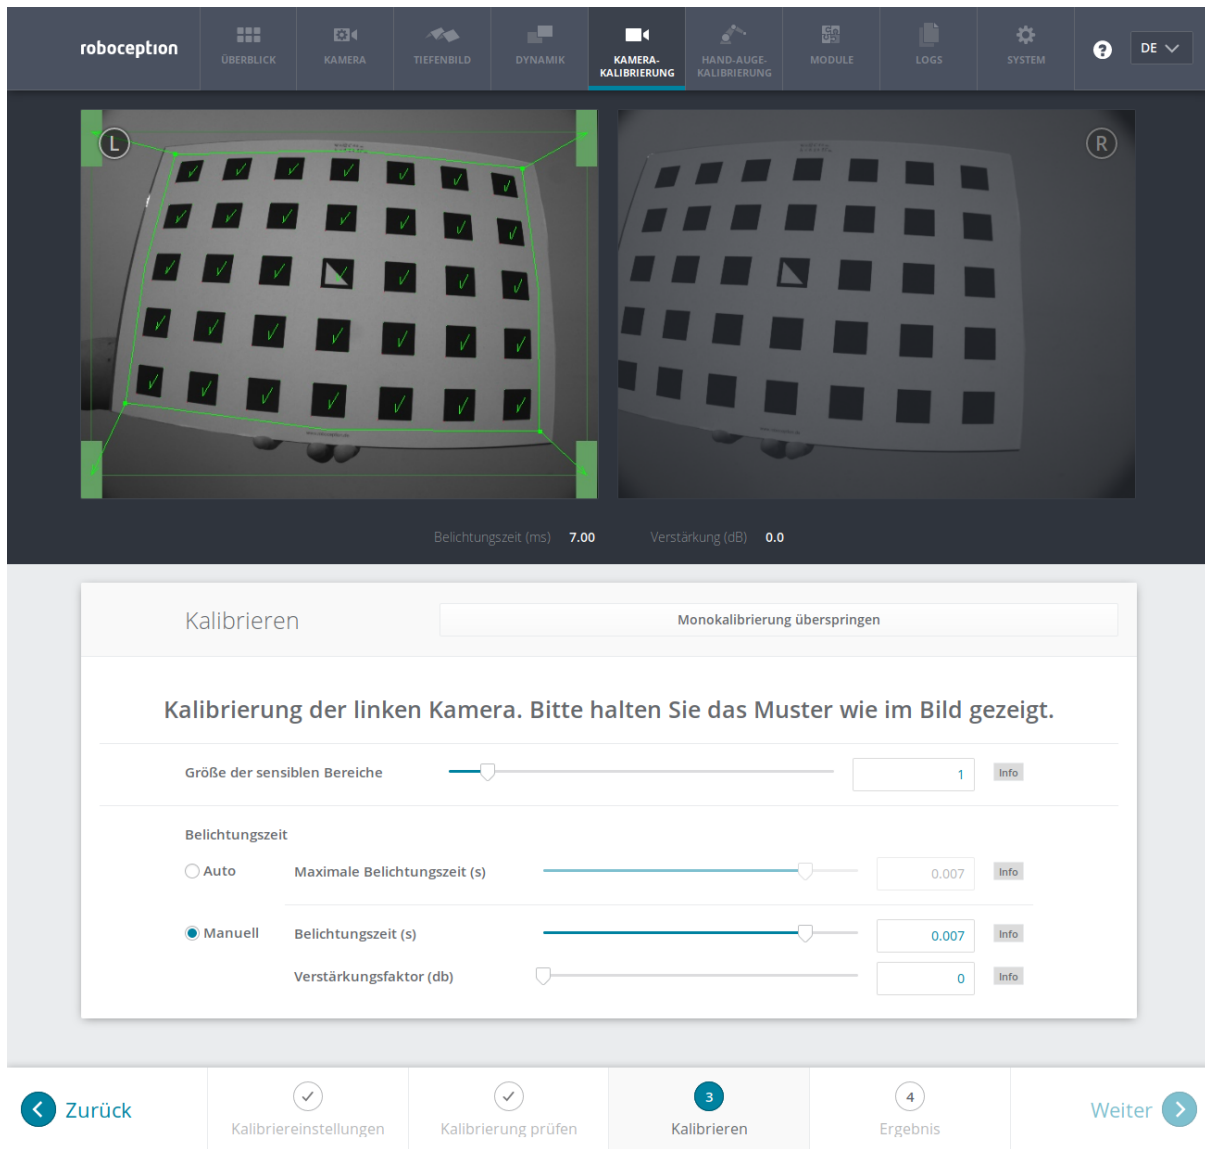 roboception
ÜBERBLICK
KAMERA
TIEFENBILD
DYNAMIK
KAMERA-
KALIBRIERUNG
HAND-AUGE-
KALIBRIERUNG
MODULE
LOGS
SYSTEM
?
DE
L
R
Belichtungszeit (ms) 7.00 Verstärkung (dB) 0.0
Kalibrieren
Monokalibrierung überspringen
Kalibrierung der linken Kamera. Bitte halten Sie das Muster wie im Bild gezeigt.
Größe der sensiblen Bereiche 1 Info
Belichtungszeit
Auto Maximale Belichtungszeit (s) 0.007 Info
Manuell Belichtungszeit (s) 0.007 Info
Verstärkungsfaktor (db) 0 Info
Zurück
Kalibriereinstellungen
Kalibrierung prüfen
3
Kalibrieren
4
Ergebnis
Weiter